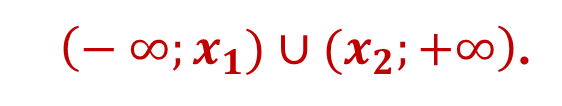 (− ∞; x₁) ∪ (x₂; +∞).